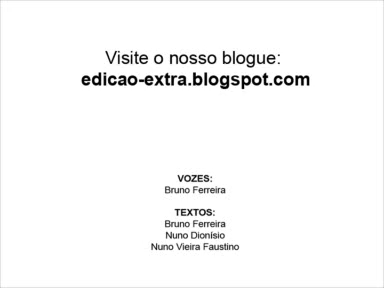 Visite o nosso blogue:
edicao-extra.blogspot.com
VOZES:
Bruno Ferreira
TEXTOS:
Bruno Ferreira
Nuno Dionísio
Nuno Vieira Faustino